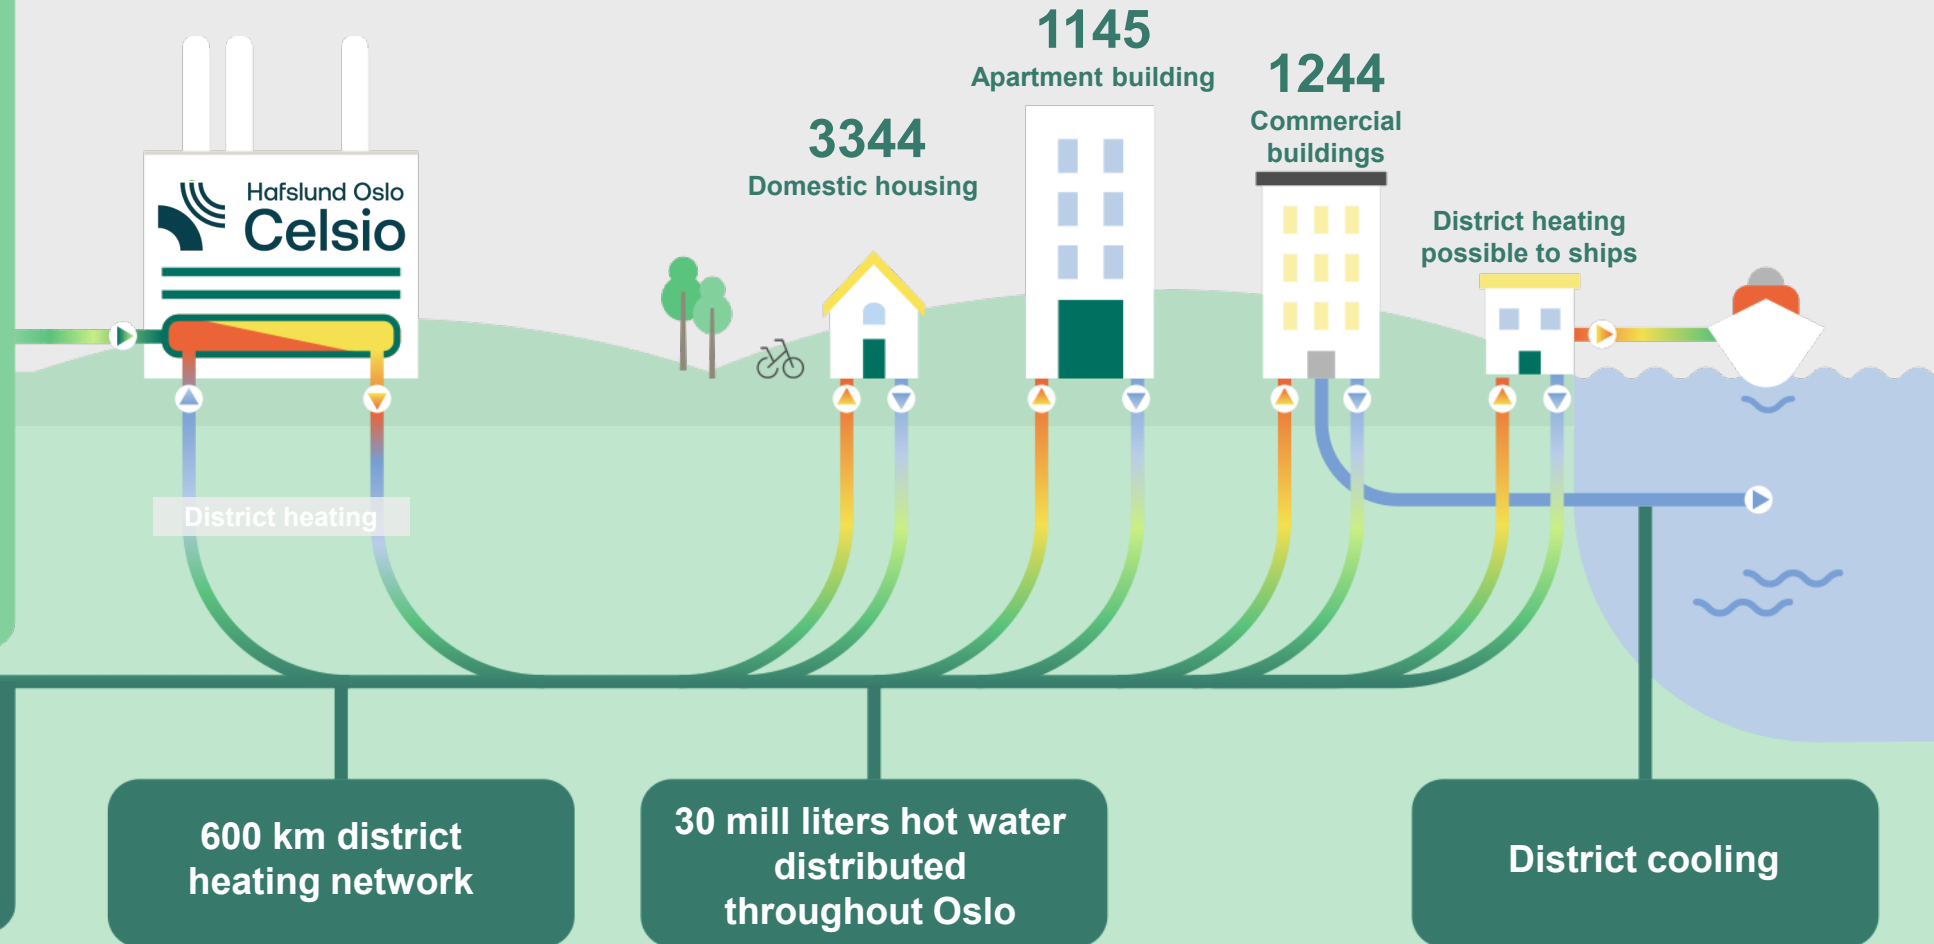 1145
Apartment building
1244
Commercial
buildings
3344
Domestic housing
Hafslund Oslo
Celsio
District heating
possible to ships
District heating
600 km district
heating network
30 mill liters hot water
distributed
throughout Oslo
District cooling